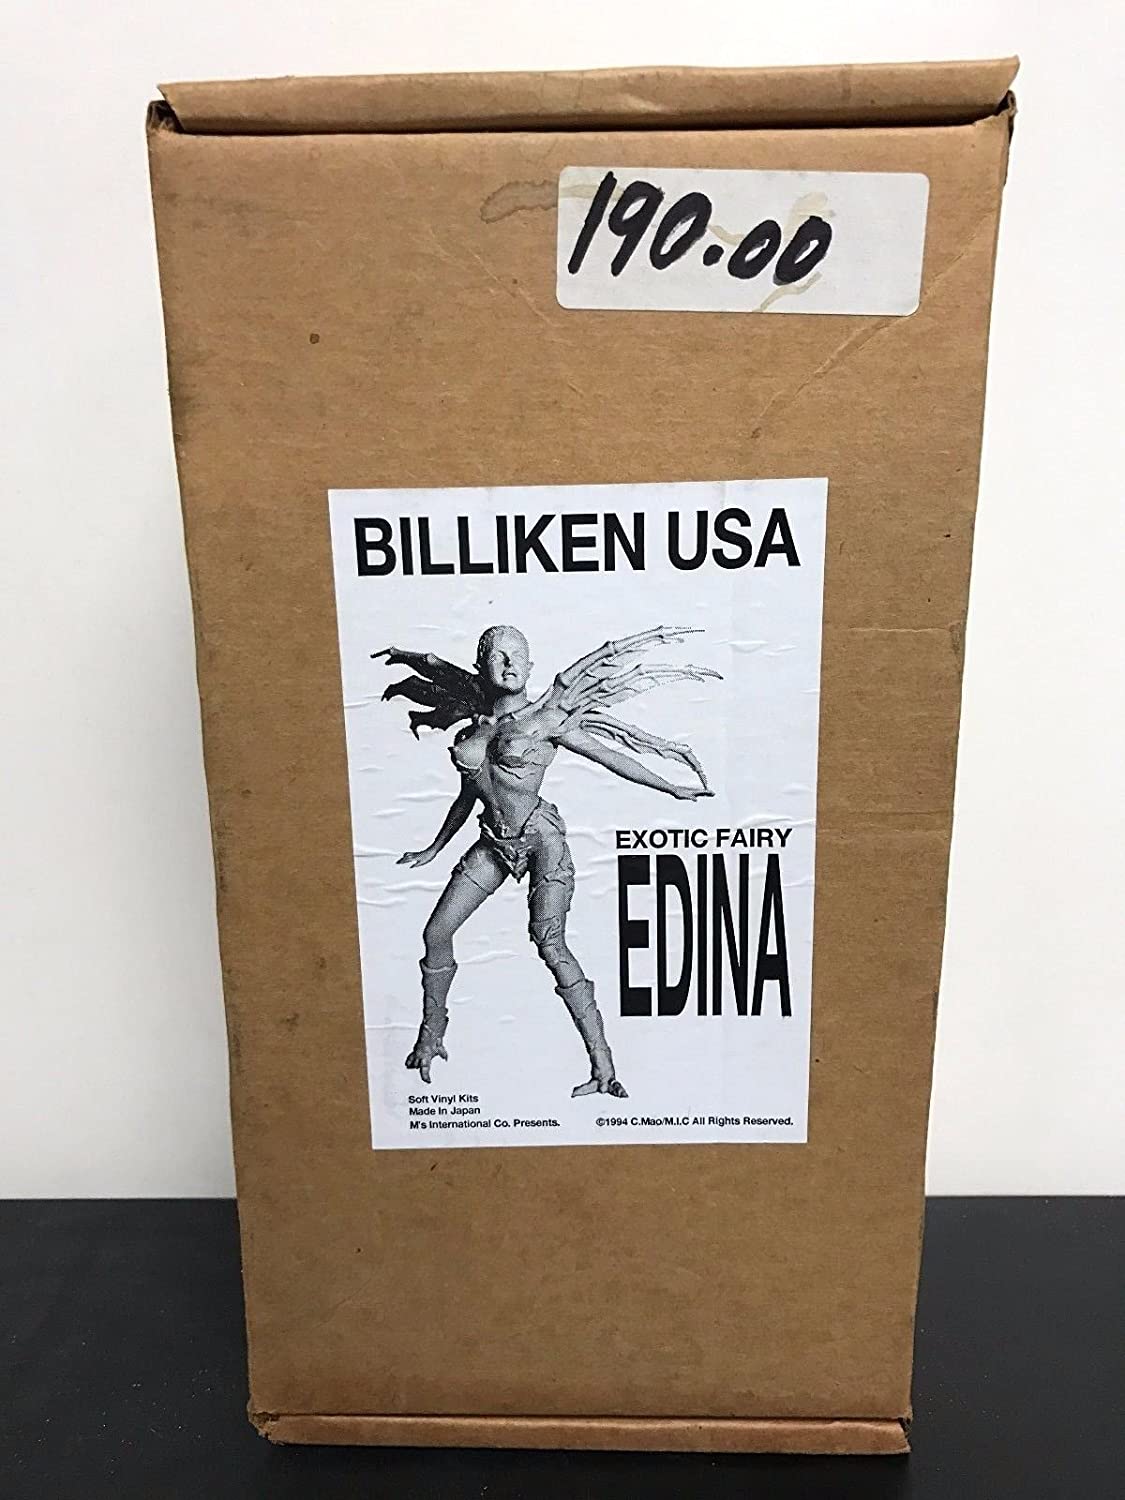 190.00
BILLIKEN USA
EXOTIC FAIRY
EDINA
Soft Vinyl Kits
Made In Japan
M's International Co. Presents.
©1994 C.Mao/M.I.C All Rights Reserved.